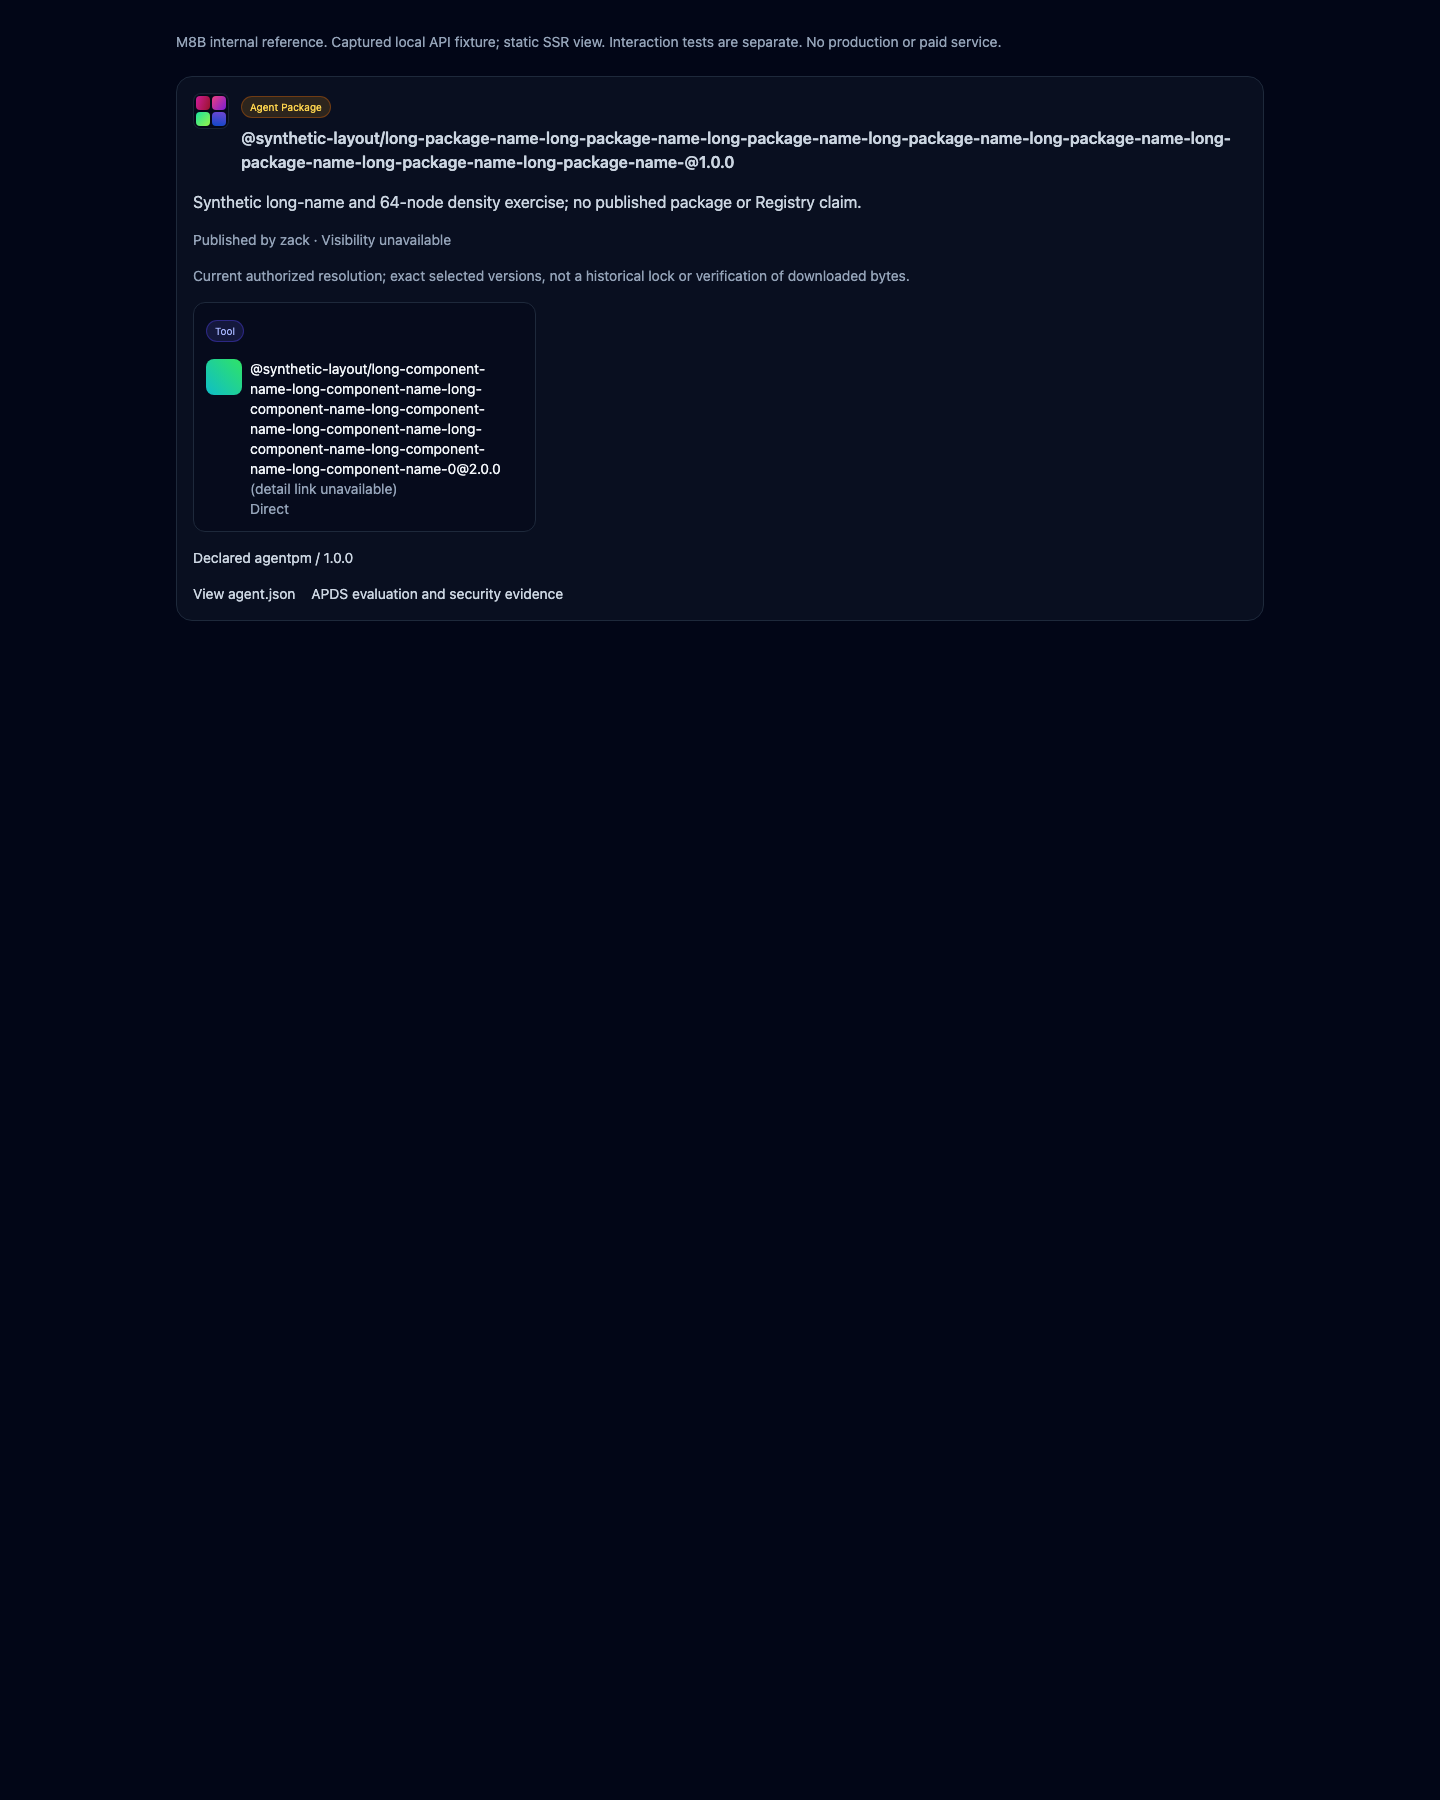 M8B internal reference. Captured local API fixture; static SSR view. Interaction tests are separate. No production or paid service.
Agent Package
@synthetic-layout/long-package-name-long-package-name-long-package-name-long-package-name-long-package-name-long-
package-name-long-package-name-long-package-name-@1.0.0
Synthetic long-name and 64-node density exercise; no published package or Registry claim.
Published by zack · Visibility unavailable
Current authorized resolution; exact selected versions, not a historical lock or verification of downloaded bytes.
Tool
@synthetic-layout/long-component-
name-long-component-name-long-
component-name-long-component-
name-long-component-name-long-
component-name-long-component-
name-long-component-name-0@2.0.0
(detail link unavailable)
Direct
Declared agentpm / 1.0.0
View agent.json APDS evaluation and security evidence